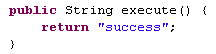 public String execute() {
    return "success";
}